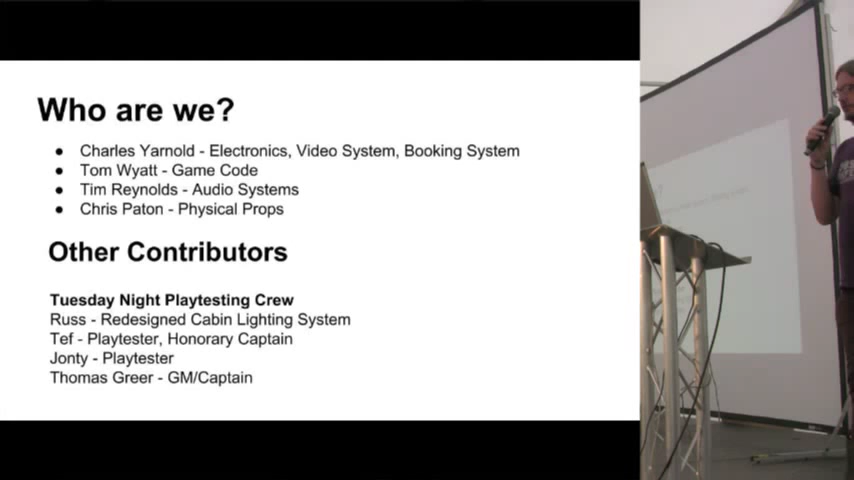 Who are we?
● Charles Yarnold - Electronics, Video System, Booking System
● Tom Wyatt - Game Code
● Tim Reynolds - Audio Systems
● Chris Paton - Physical Props
Other Contributors
Tuesday Night Playtesting Crew
Russ - Redesigned Cabin Lighting System
Tef - Playtester, Honorary Captain
Jonty - Playtester
Thomas Greer - GM/Captain